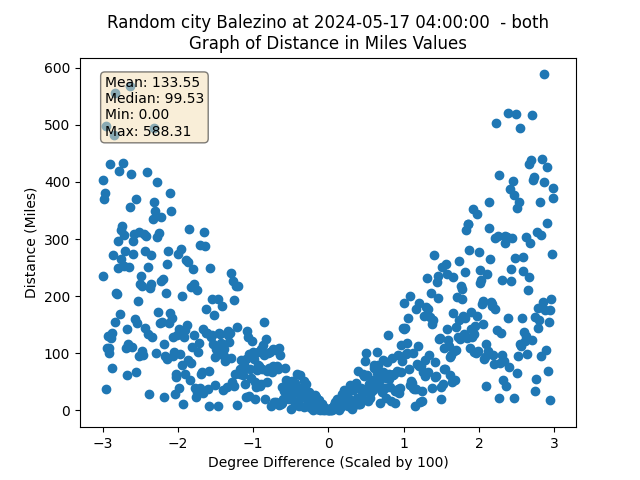 Random city Balezino at 2024-05-17 04:00:00  - both
Graph of Distance in Miles Values
Mean: 133.55
Median: 99.53
Min: 0.00
Max: 588.31
600
500
400
300
200
100
0
Distance (Miles)
−3
−2
−1
0
1
2
3
Degree Difference (Scaled by 100)